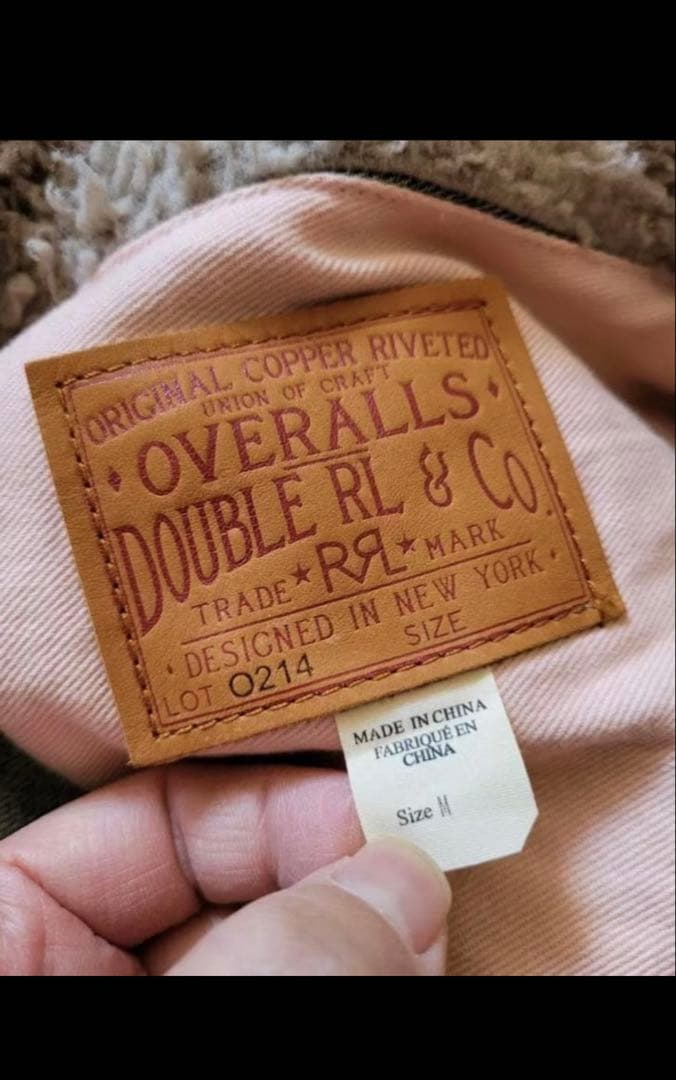 ORIGINAL COPPER RIVETED
UNION OF CRAFT
OVERALLS
DOUBLE RL & Co.
TRADE ★ RRL ★ MARK
DESIGNED IN NEW YORK
SIZE
LOT 0214
MADE IN CHINA
FABRIQUÉ EN
CHINA
Size M